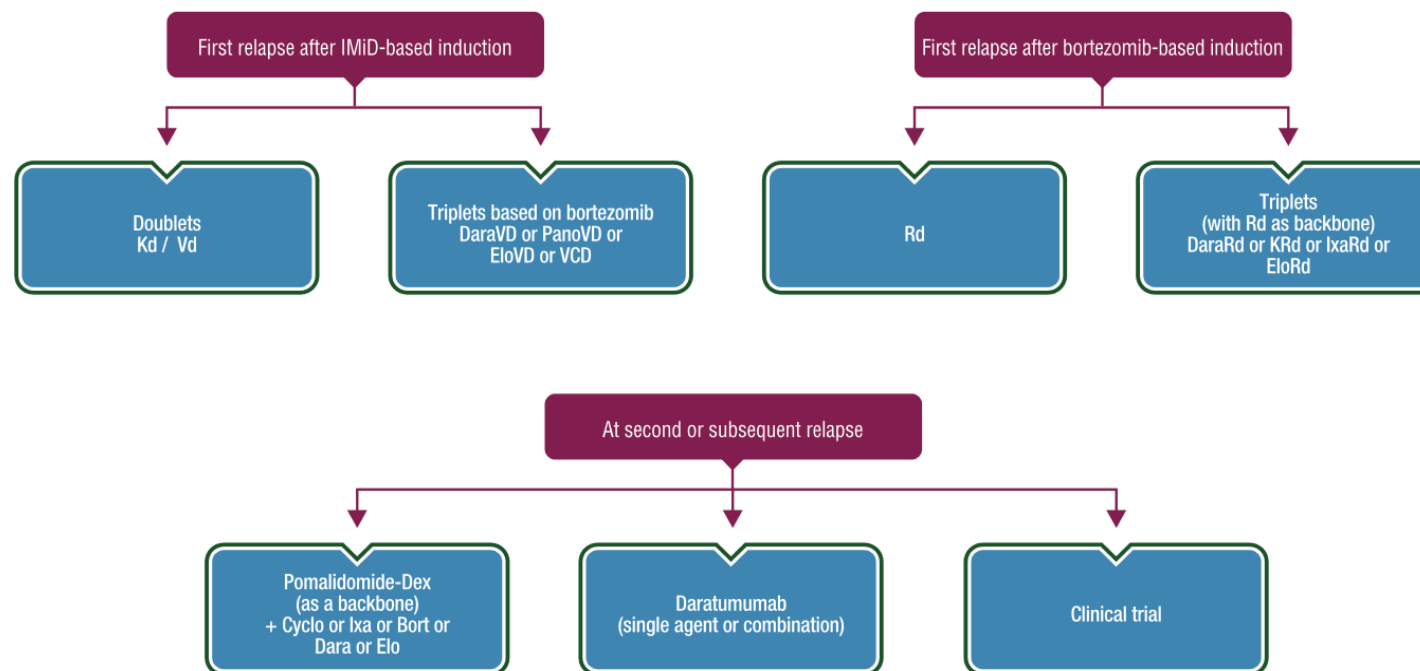 First relapse after IMiD-based induction
First relapse after bortezomib-based induction
Doublets
Kd / Vd
Triplets based on bortezomib
DaraVD or PanoVD or
EloVD or VCD
Rd
Triplets
(with Rd as backbone)
DaraRd or KRd or IxaRd or
EloRd
At second or subsequent relapse
Pomalidomide-Dex
(as a backbone)
+ Cyclo or Ixa or Bort or
Dara or Elo
Daratumumab
(single agent or combination)
Clinical trial